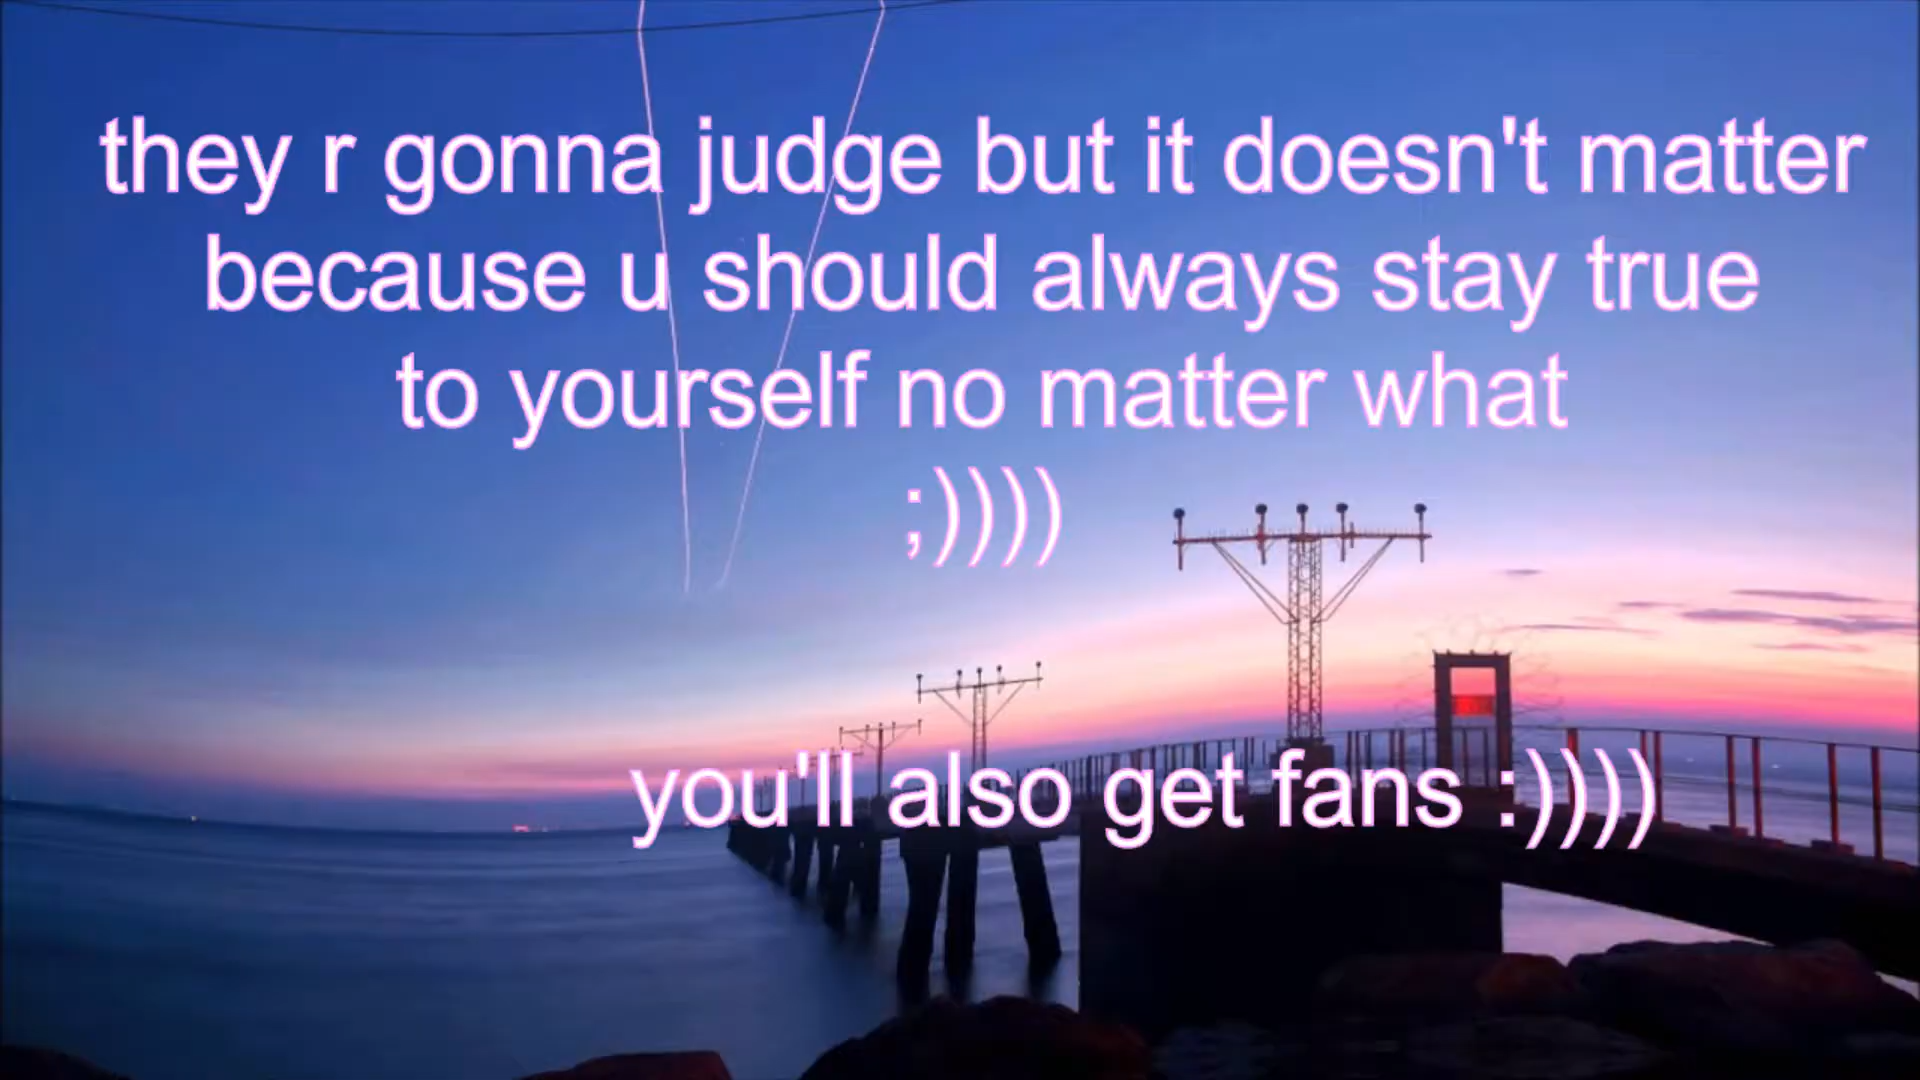 they r gonna judge but it doesn't matter
because u should always stay true
to yourself no matter what
;))))
you'll also get fans :))))